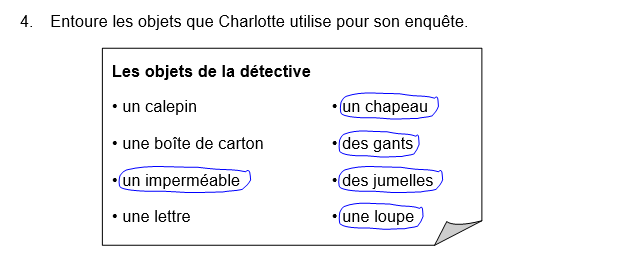 4. Entoure les objets que Charlotte utilise pour son enquête.
Les objets de la détective
• un calepin
• une boîte de carton
• un imperméable
• une lettre
• un chapeau
• des gants
• des jumelles
• une loupe